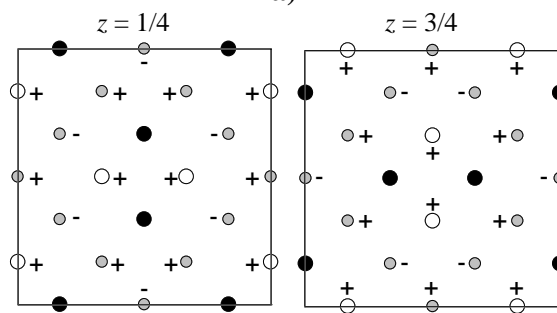 z = 1/4
-
+ + + +
- -
+ + + +
- -
+ + + +
-
z = 3/4
+ + +
- -
+ +
+
- -
+
+ +
- -
+ + +